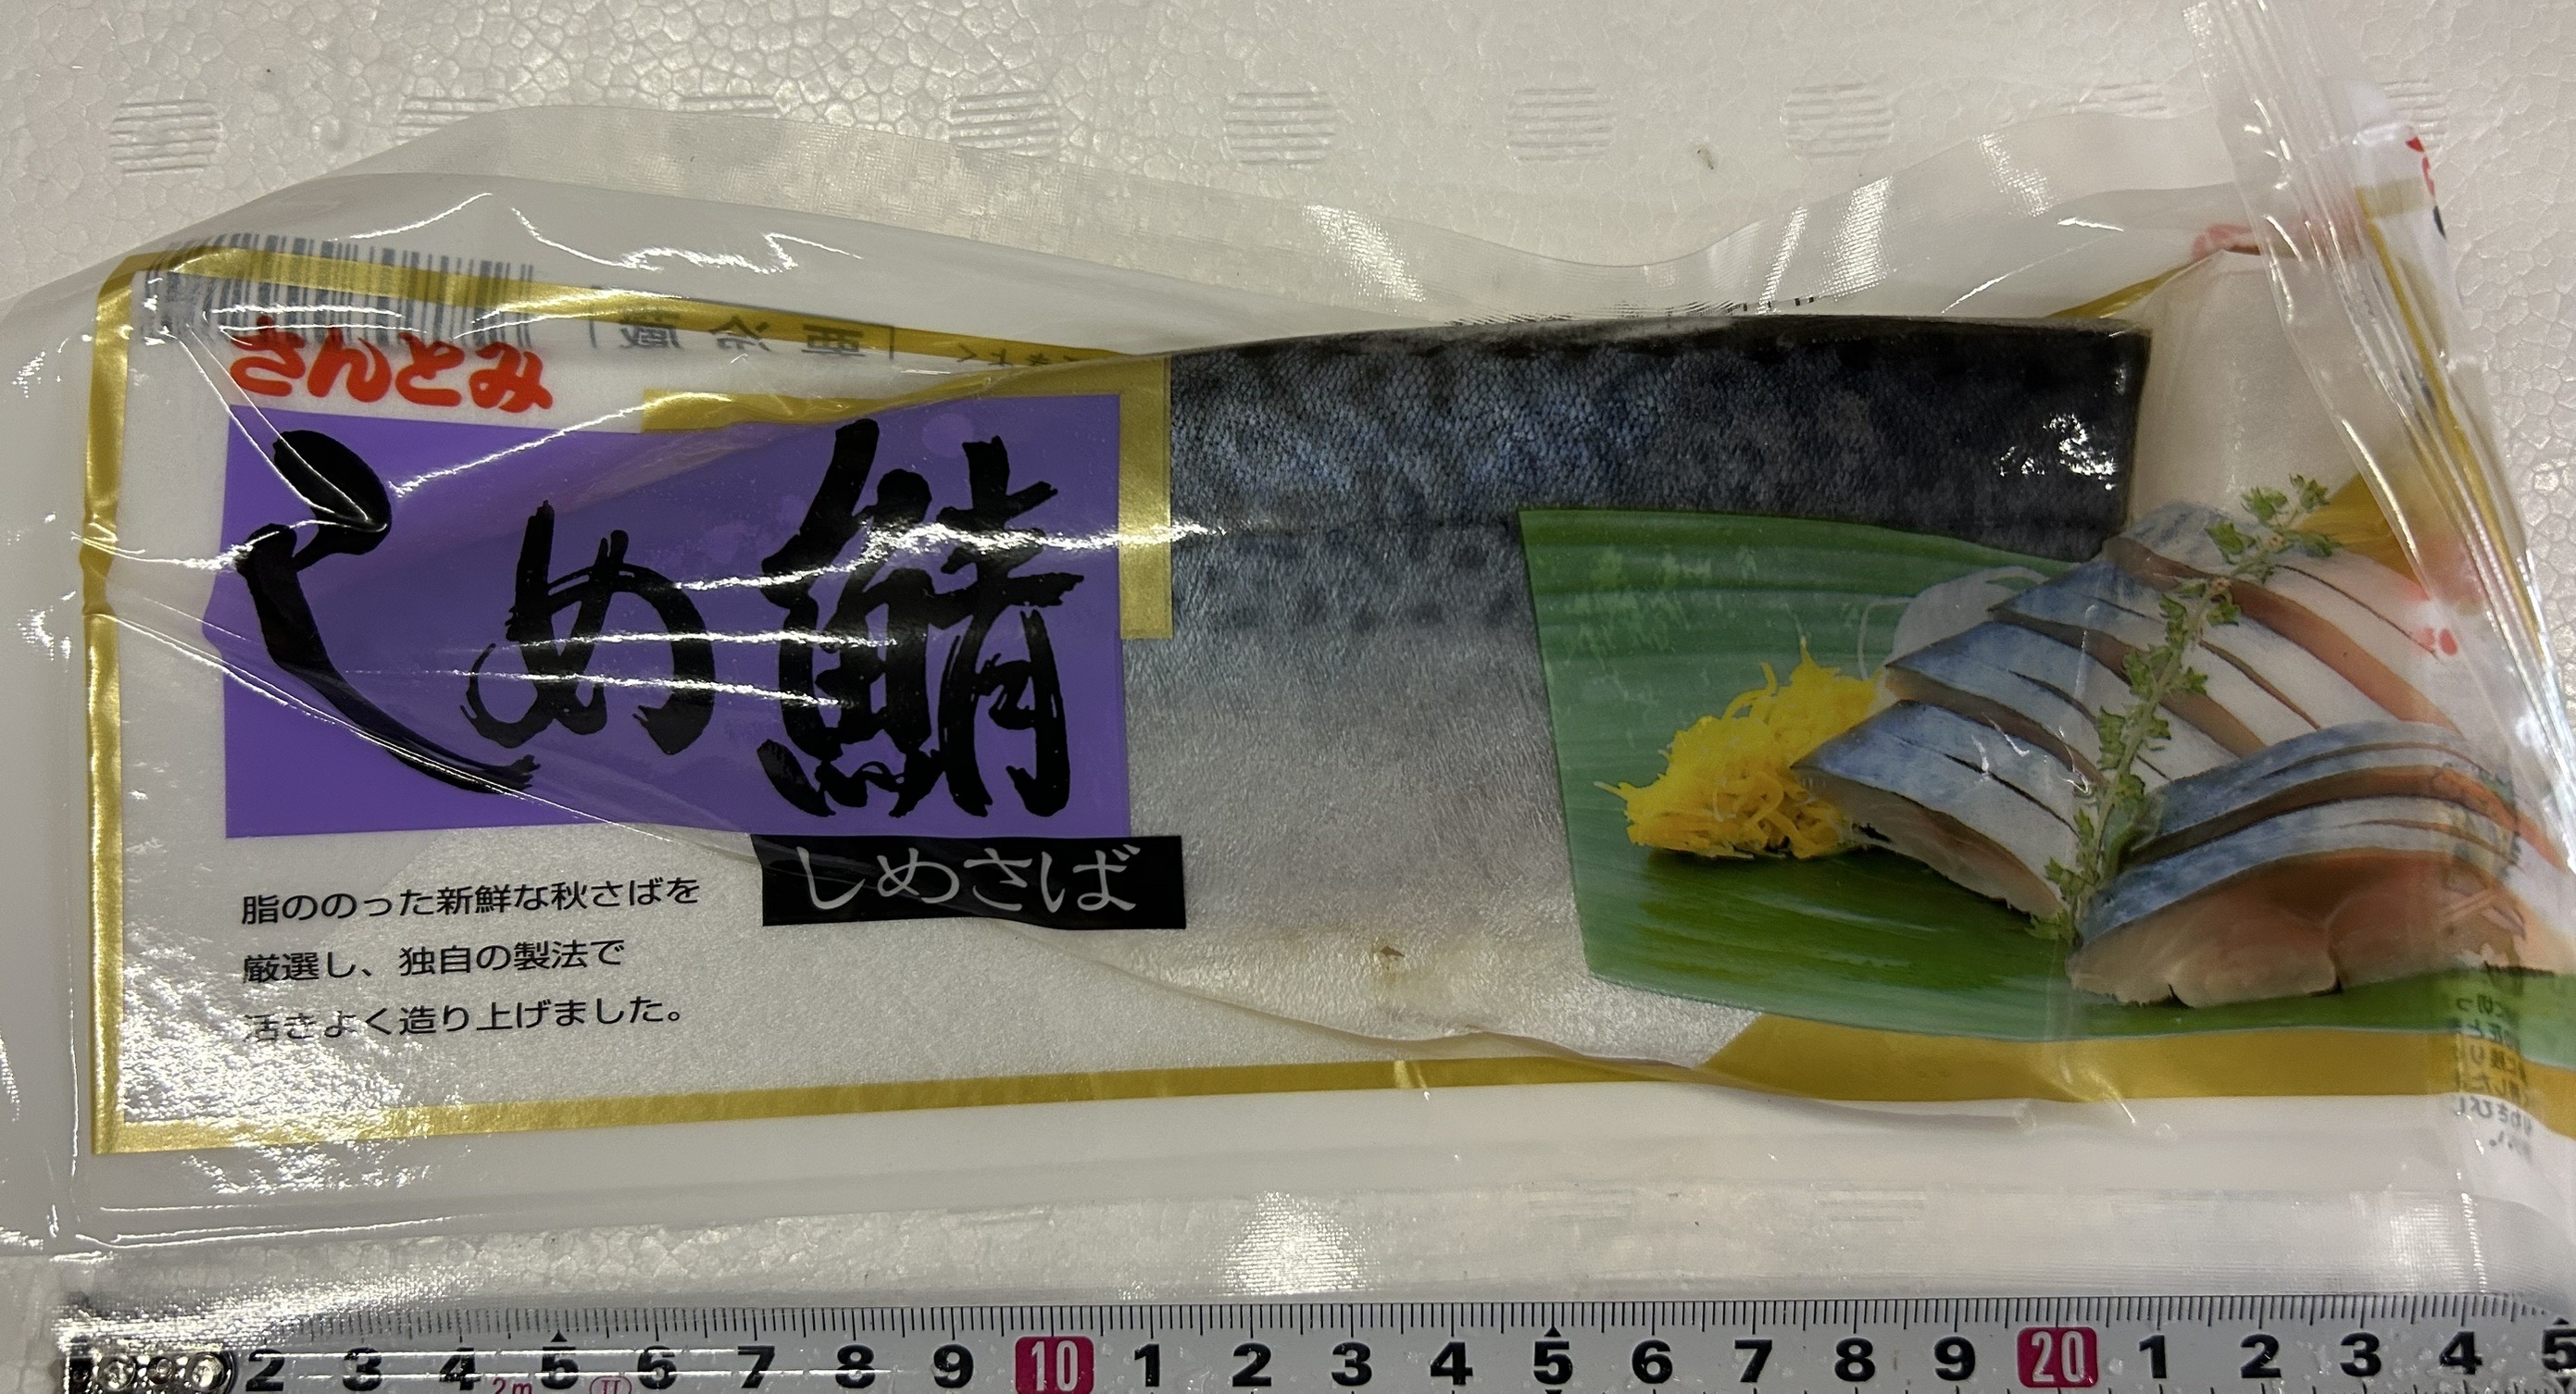 さんとみ
しめ鯖
しめさば
脂ののった新鮮な秋さばを
厳選し、独自の製法で
活きよく造り上げました。
要冷蔵
2 3 4 5 6 7 8 9 10 1 2 3 4 5 6 7 8 9 20 1 2 3 4 5
2m